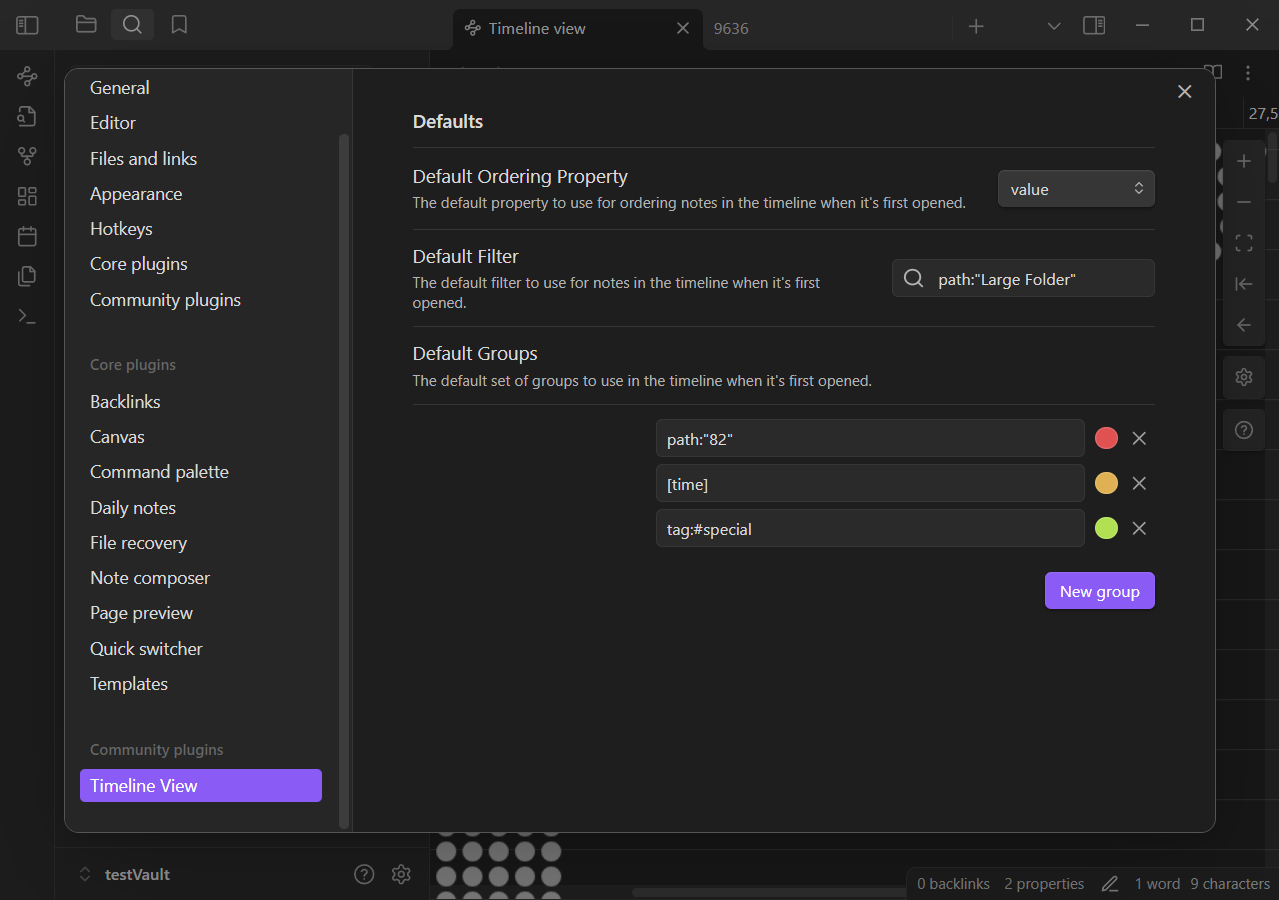 Timeline view
9636
27,5
General
Editor
Files and links
Appearance
Hotkeys
Core plugins
Community plugins
Core plugins
Backlinks
Canvas
Command palette
Daily notes
File recovery
Note composer
Page preview
Quick switcher
Templates
Community plugins
Timeline View
Defaults
Default Ordering Property
The default property to use for ordering notes in the timeline when it's first opened.
value
Default Filter
The default filter to use for notes in the timeline when it's first
opened.
path:"Large Folder"
Default Groups
The default set of groups to use in the timeline when it's first opened.
path:"82"
[time]
tag:#special
New group
testVault
0 backlinks 2 properties 1 word 9 characters